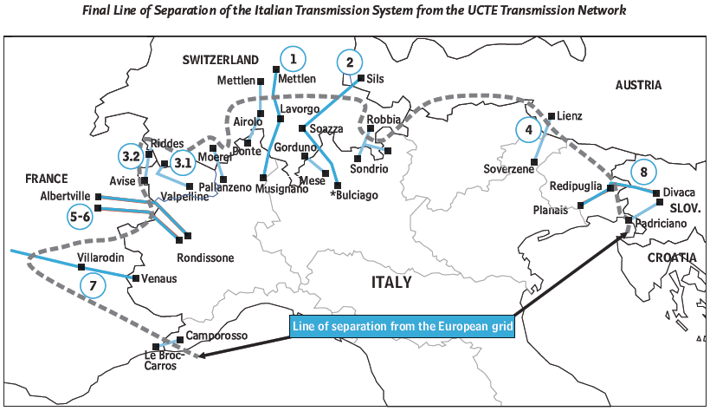 Final Line of Separation of the Italian Transmission System from the UCTE Transmission Network
SWITZERLAND
1
2
Mettlen
Mettlen
Sils
AUSTRIA
Lavorgo
Airolo
Soazza
Robbia
Lienz
4
3.2
Riddes
3.1
Moerel
Ponte
Gorduno
Sondrio
Soverzene
FRANCE
Avise
Valpelline
Pallanzeno
Musignano
Mese
*Bulciago
Redipuglia
8
Divaca
Albertville
5-6
Planais
SLOV.
Padriciano
Villarodin
Rondissone
CROATIA
7
Venaus
ITALY
Line of separation from the European grid
Camporosso
Le Broc-
Carros